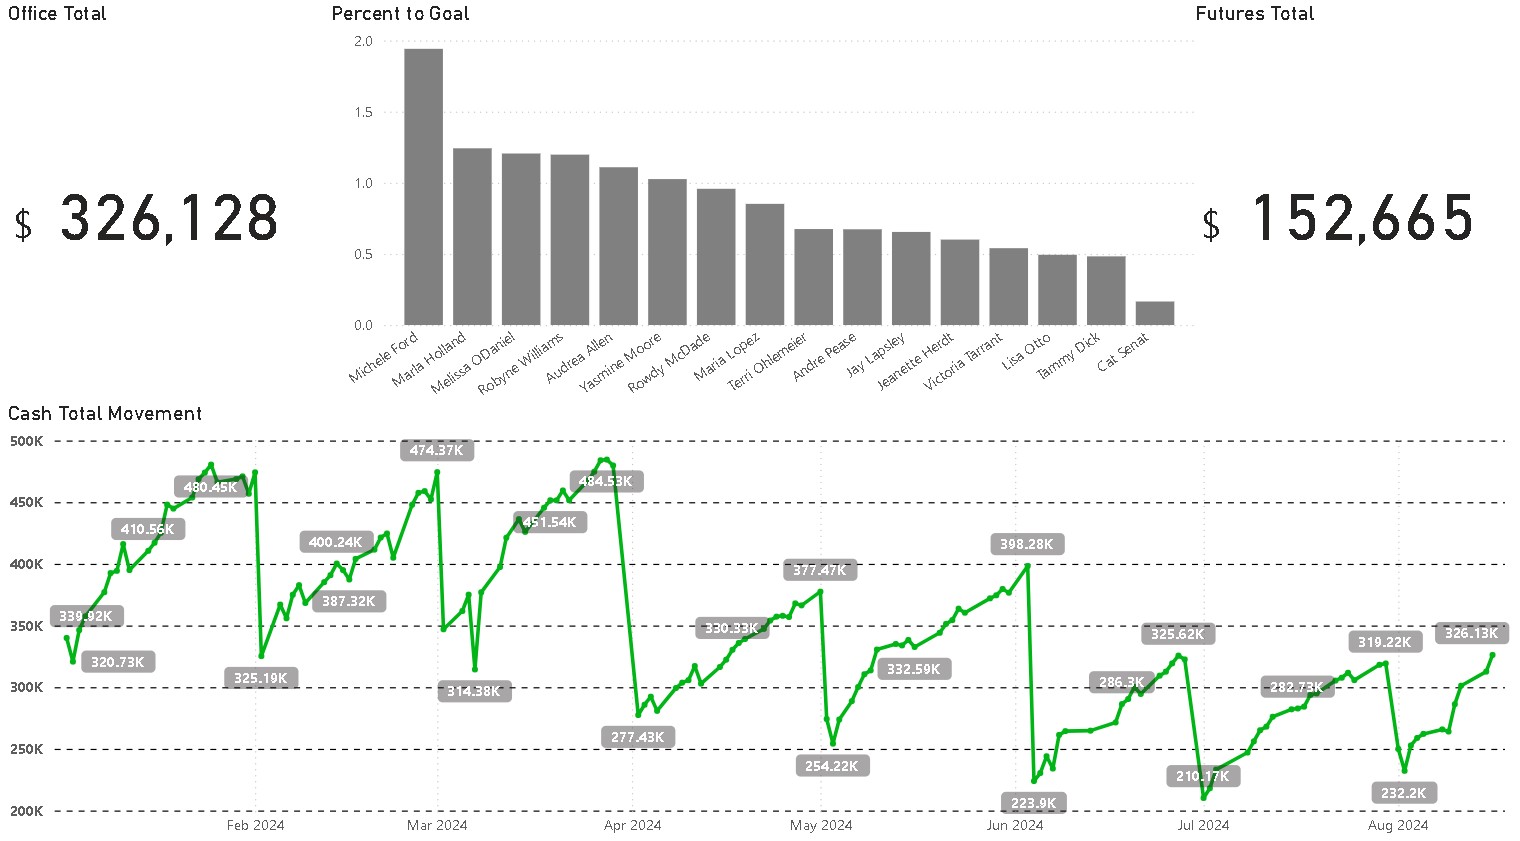 Office Total
Percent to Goal
Futures Total
2.0
1.5
1.0
0.5
0.0
$ 326,128
$ 152,665
Michele Ford
Marla Holland
Melissa ODaniel
Robyne Williams
Audrea Allen
Yasmine Moore
Rowdy McDade
Maria Lopez
Terri Ohlemeier
Andre Pease
Jay Lapsley
Jeanette Herdt
Victoria Tarrant
Lisa Otto
Tammy Dick
Cat Senat
Cash Total Movement
500K
450K
400K
350K
300K
250K
200K
339.92K
320.73K
410.56K
480.45K
325.19K
400.24K
387.32K
474.37K
314.38K
451.54K
484.53K
277.43K
330.33K
377.47K
254.22K
332.59K
398.28K
223.9K
286.3K
325.62K
210.17K
282.73K
319.22K
232.2K
326.13K
Feb 2024
Mar 2024
Apr 2024
May 2024
Jun 2024
Jul 2024
Aug 2024